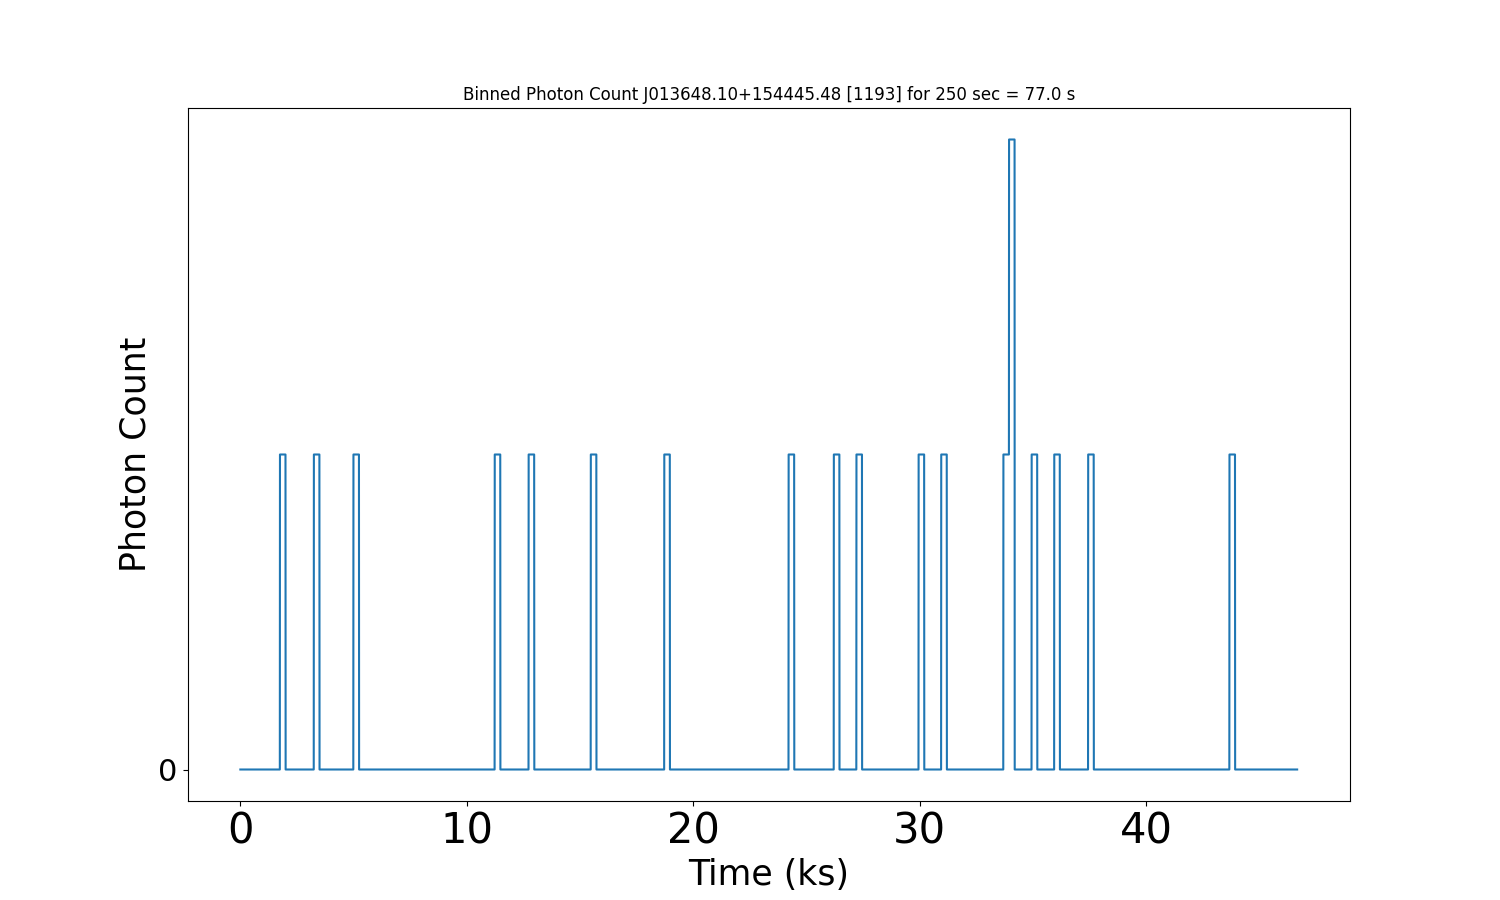 Binned Photon Count J013648.10+154445.48 [1193] for 250 sec = 77.0 s
Photon Count
0
0 10 20 30 40
Time (ks)